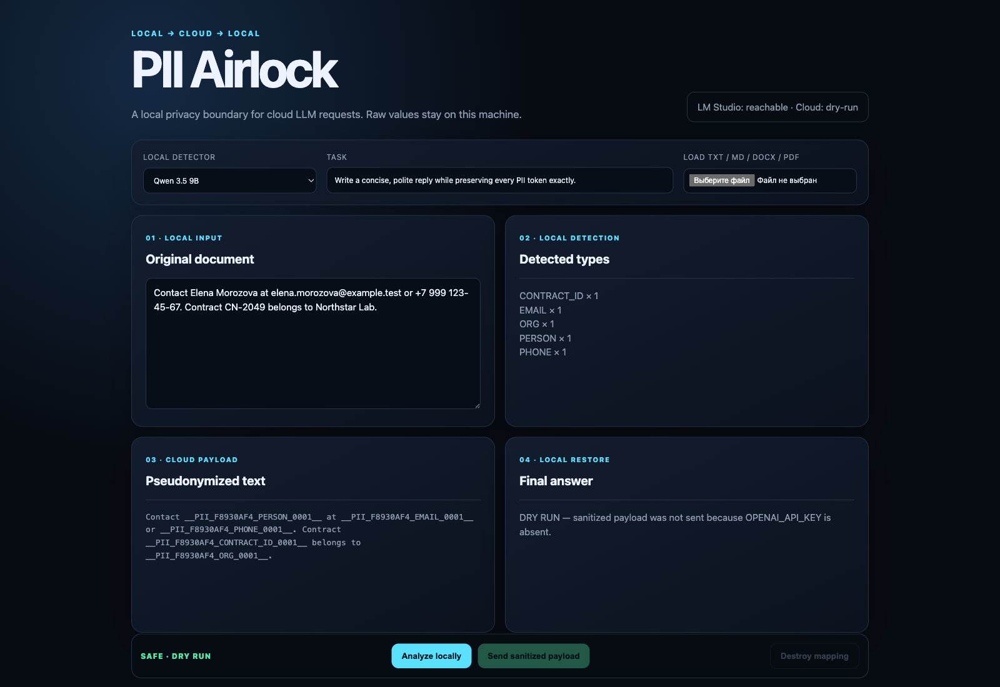 LOCAL → CLOUD → LOCAL
PII Airlock
A local privacy boundary for cloud LLM requests. Raw values stay on this machine.
LM Studio: reachable · Cloud: dry-run
LOCAL DETECTOR
Qwen 3.5 9B
TASK
Write a concise, polite reply while preserving every PII token exactly.
LOAD TXT / MD / DOCX / PDF
Выберите файл Файл не выбран
01 · LOCAL INPUT
Original document
Contact Elena Morozova at elena.morozova@example.test or +7 999 123-
45-67. Contract CN-2049 belongs to Northstar Lab.
02 · LOCAL DETECTION
Detected types
CONTRACT_ID × 1
EMAIL × 1
ORG × 1
PERSON × 1
PHONE × 1
03 · CLOUD PAYLOAD
Pseudonymized text
Contact __PII_F8930AF4_PERSON_0001__ at __PII_F8930AF4_EMAIL_0001__
or __PII_F8930AF4_PHONE_0001__. Contract
__PII_F8930AF4_CONTRACT_ID_0001__ belongs to
__PII_F8930AF4_ORG_0001__.
04 · LOCAL RESTORE
Final answer
DRY RUN — sanitized payload was not sent because OPENAI_API_KEY is
absent.
SAFE · DRY RUN
Analyze locally
Send sanitized payload
Destroy mapping